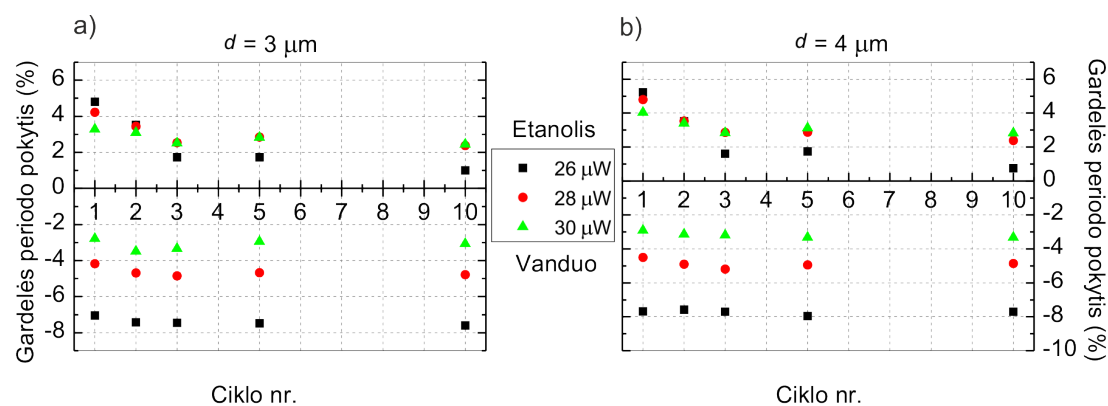 a)
d = 3 μm
Gardelės periodo pokytis (%)
6
4
2
0
-2
-4
-6
-8
1 2 3 4 5 6 7 8 9 10
Ciklo nr.
Etanolis
26 μW
28 μW
30 μW
Vanduo
b)
d = 4 μm
1 2 3 4 5 6 7 8 9 10
Ciklo nr.
6
4
2
0
-2
-4
-6
-8
-10
Gardelės periodo pokytis (%)